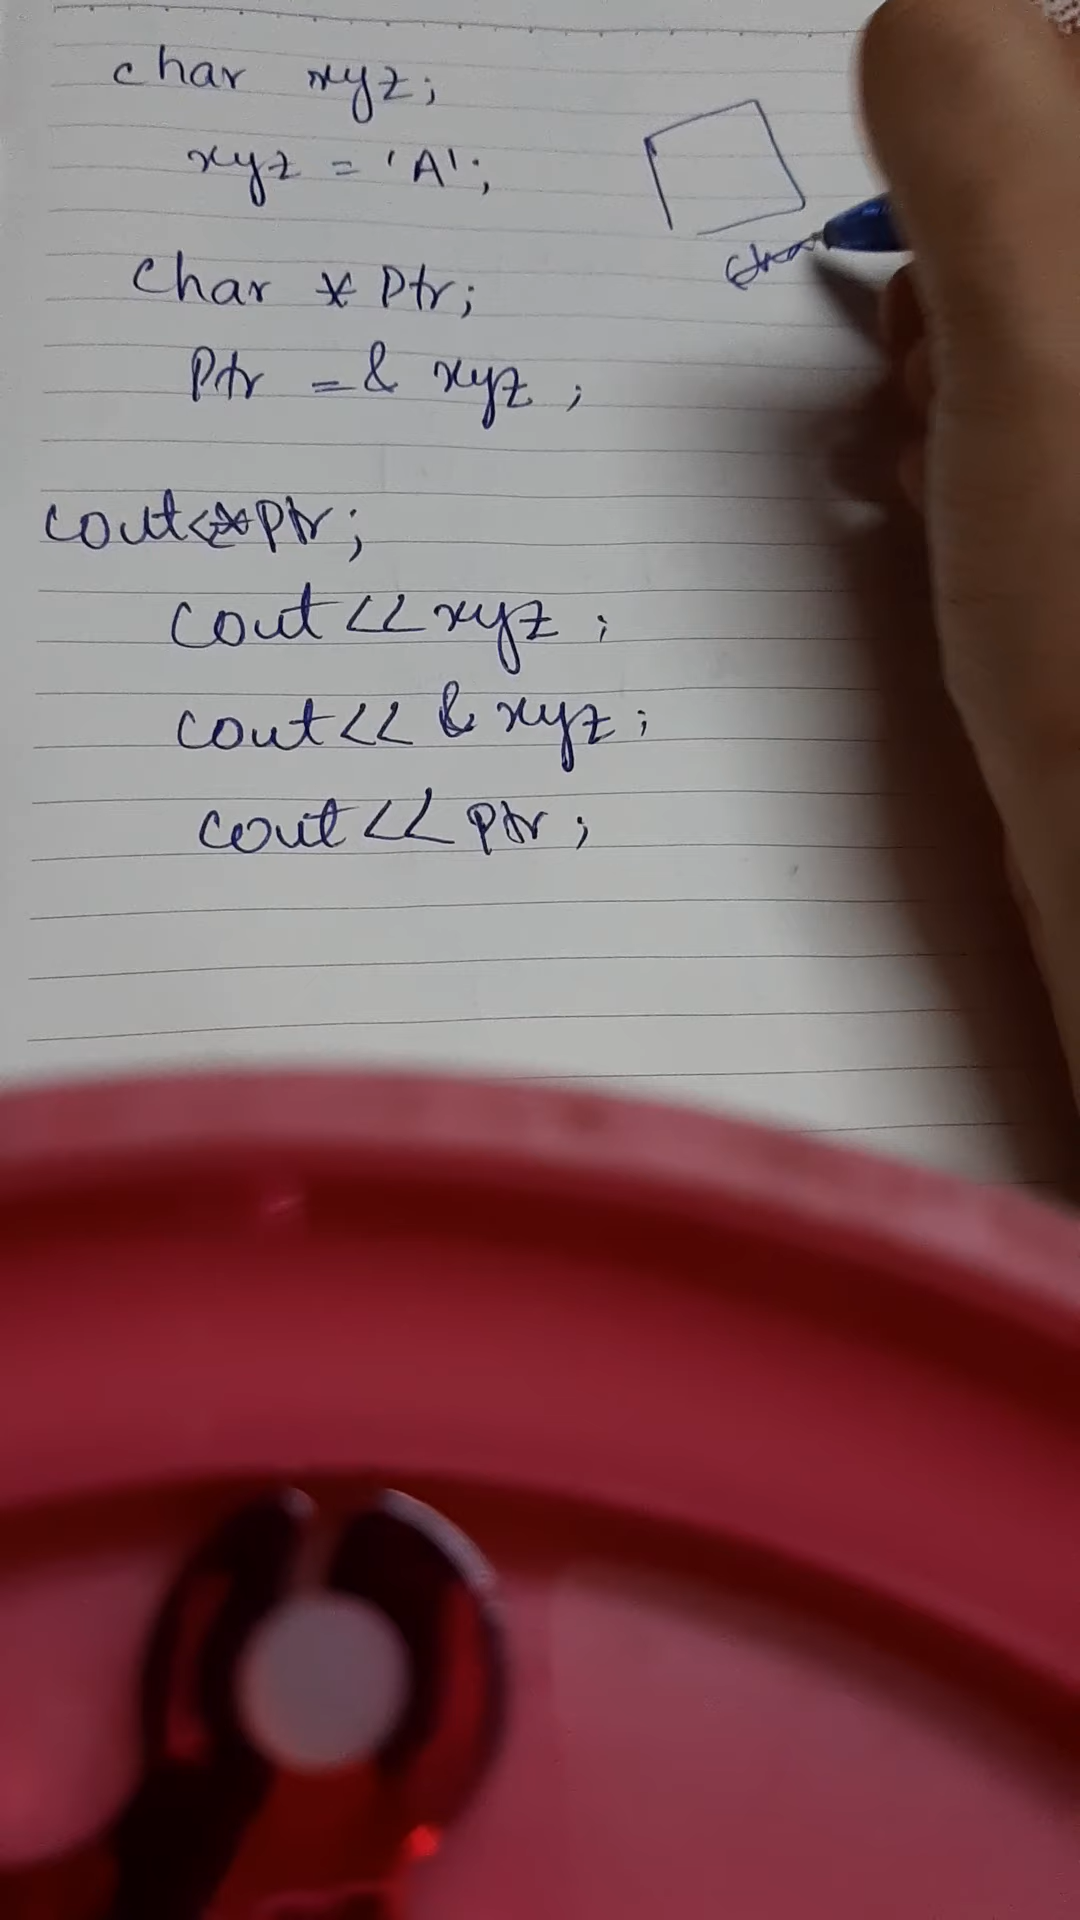 char xyz;
xyz = 'A';
char * Ptr;
Ptr = & xyz ;
cout<<*Ptr;
cout << xyz ;
cout << & xyz ;
cout << ptr ;